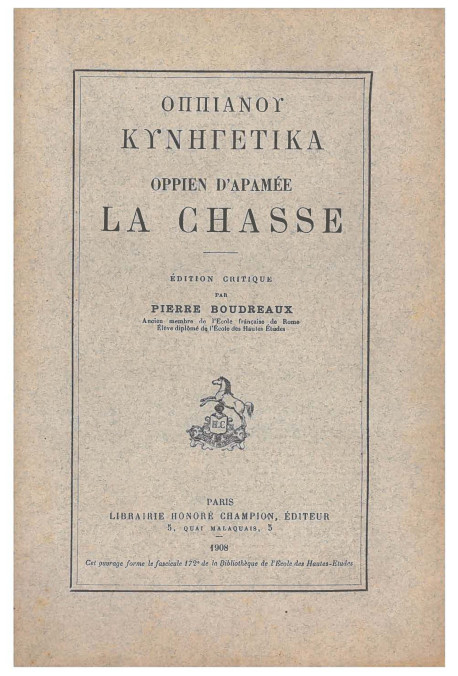 ΟΠΠΙΑΝΟΥ
ΚΥΝΗΓΕΤΙΚΑ
OPPIEN D'APAMÉE
LA CHASSE
ÉDITION CRITIQUE
PAR
PIERRE BOUDREAUX
Ancien membre de l'École française de Rome
Élève diplômé de l'École des Hautes Études
H.C
PARIS
LIBRAIRIE HONORÉ CHAMPION, ÉDITEUR
5, QUAI MALAQUAIS, 5
1908
Cet ouvrage forme le fascicule 172e de la Bibliothèque de l'École des Hautes-Etudes